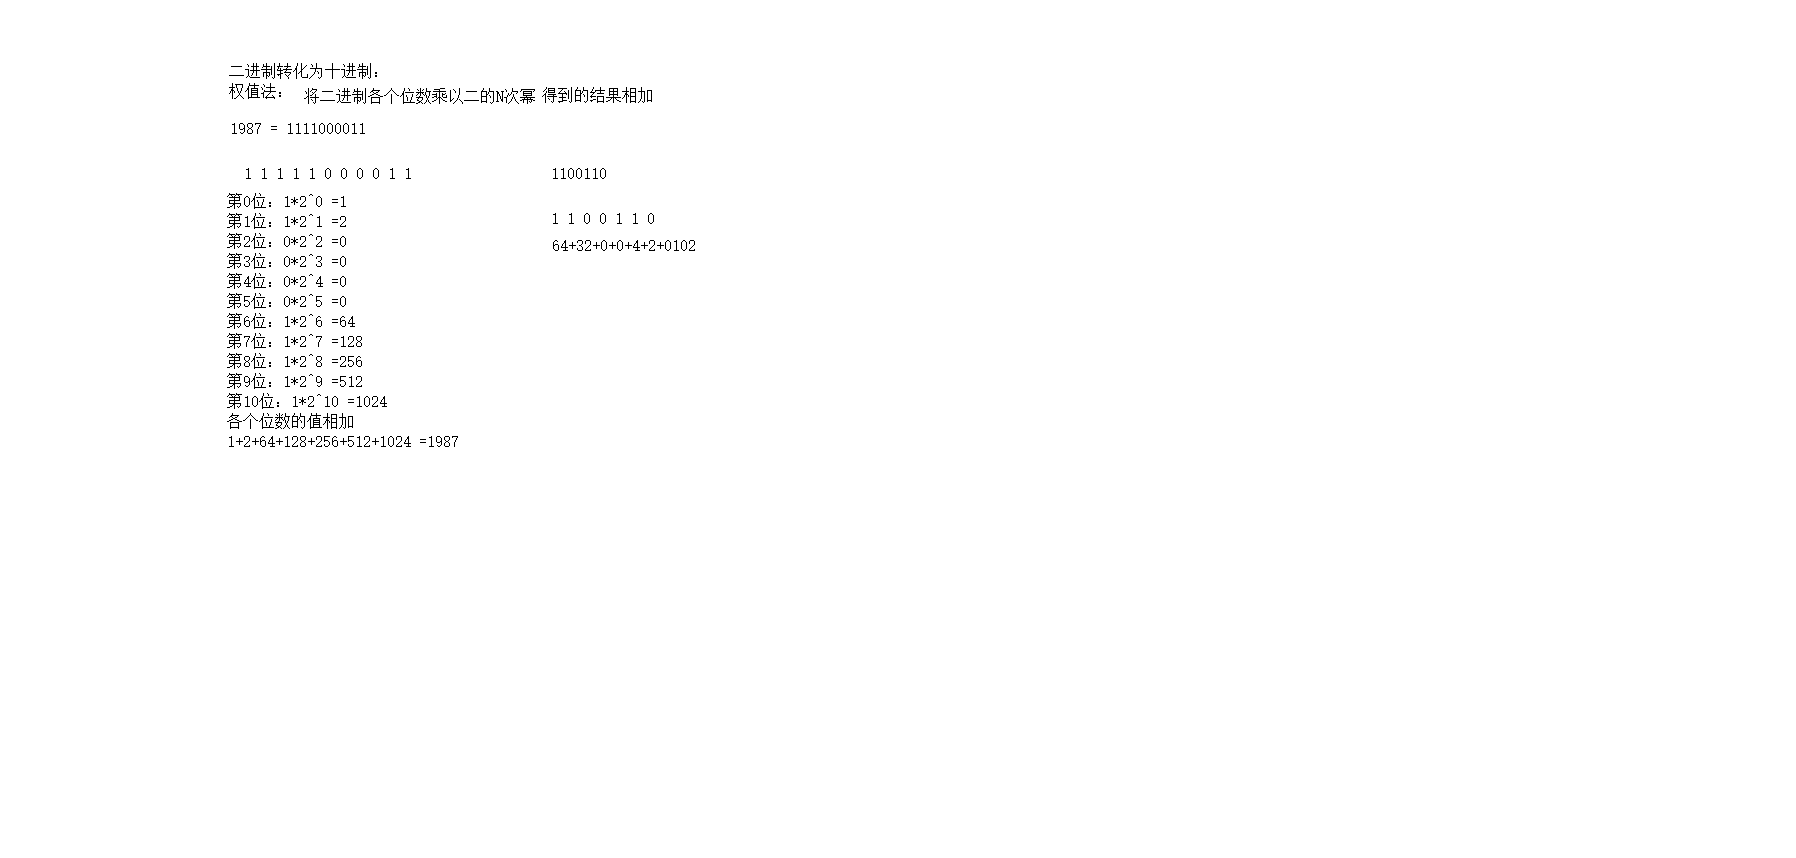 二进制转化为十进制：
权值法： 将二进制各个位数乘以二的N次幂 得到的结果相加
1987 = 1111000011
1 1 1 1 1 0 0 0 0 1 1
第0位：1*2^0 =1
第1位：1*2^1 =2
第2位：0*2^2 =0
第3位：0*2^3 =0
第4位：0*2^4 =0
第5位：0*2^5 =0
第6位：1*2^6 =64
第7位：1*2^7 =128
第8位：1*2^8 =256
第9位：1*2^9 =512
第10位：1*2^10 =1024
各个位数的值相加
1+2+64+128+256+512+1024 =1987
1100110
1 1 0 0 1 1 0
64+32+0+0+4+2+0102